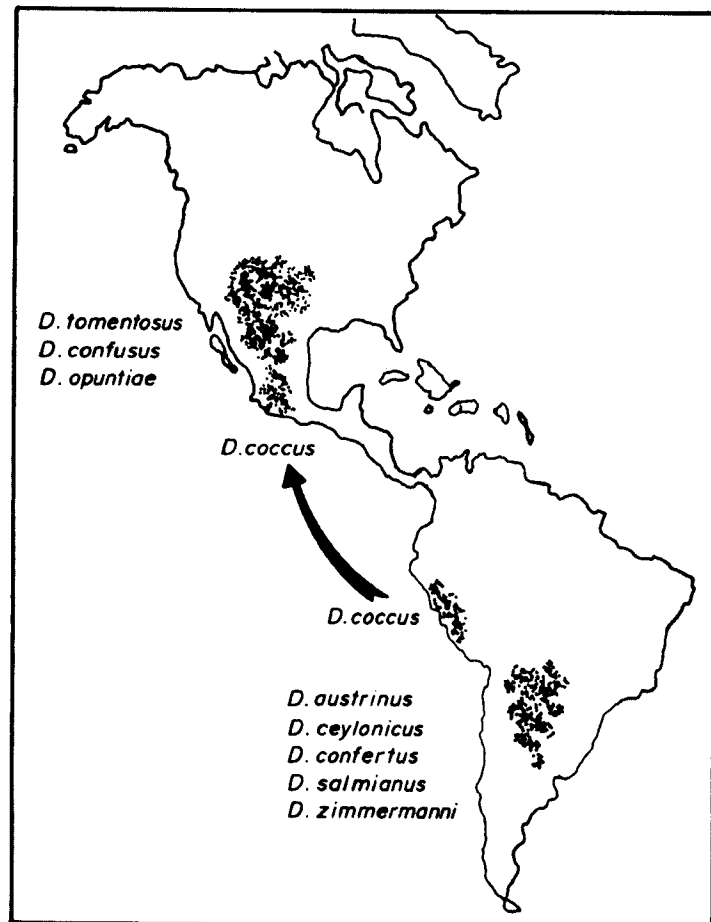 D. tomentosus
D. confusus
D. opuntiae
D. coccus
D. coccus
D. austrinus
D. ceylonicus
D. confertus
D. salmianus
D. zimmermanni